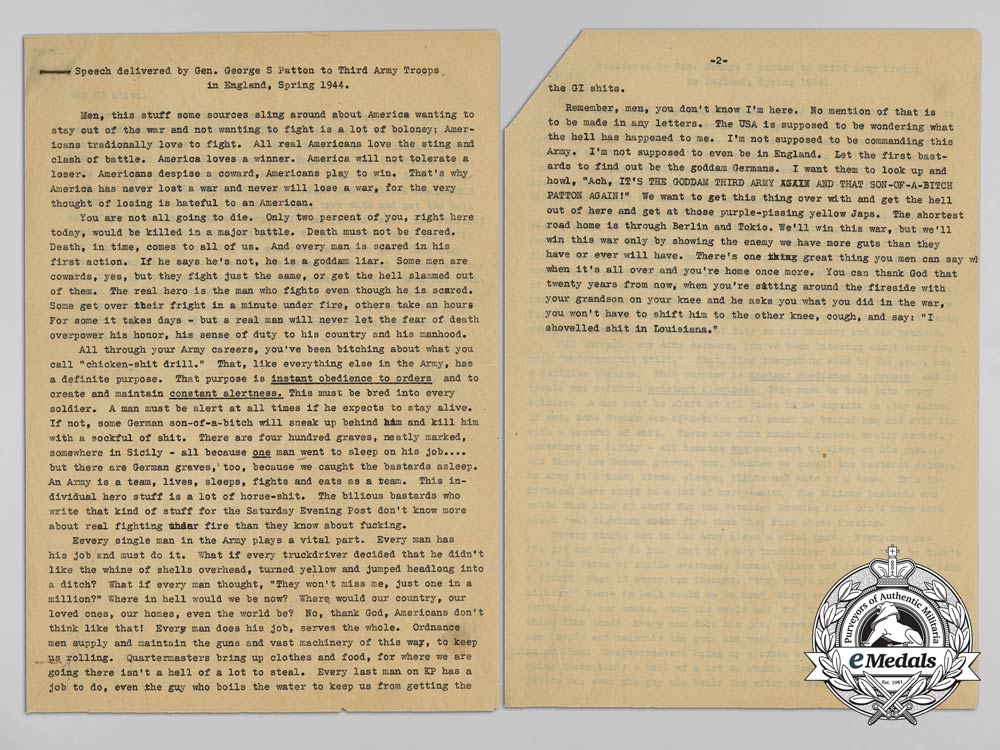 Speech delivered by Gen. George S Patton to Third Army Troops
in England, Spring 1944.
Men, this stuff some sources sling around about America wanting to
stay out of the war and not wanting to fight is a lot of boloney; Amer-
icans tradionally love to fight. All real Americans love the sting and
clash of battle. America loves a winner. America will not tolerate a
loser. Americans despise a coward, Americans play to win. That's why
America has never lost a war and never will lose a war, for the very
thought of losing is hateful to an American.
You are not all going to die. Only two percent of you, right here
today, would be killed in a major battle. Death must not be feared.
Death, in time, comes to all of us. And every man is scared in his
first action. If he says he's not, he is a goddam liar. Some men are
cowards, yes, but they fight just the same, or get the hell slammed out
of them. The real hero is the man who fights even though he is scared.
Some get over their fright in a minute under fire, others take an hour
For some it takes days - but a real man will never let the fear of death
overpower his honor, his sense of duty to his country and his manhood.
All through your Army careers, you've been bitching about what you
call "chicken-shit drill." That, like everything else in the Army, has
a definite purpose. That purpose is instant obedience to orders and to
create and maintain constant alertness. This must be bred into every
soldier. A man must be alert at all times if he expects to stay alive.
If not, some German son-of-a-bitch will sneak up behind him and kill him
with a sockful of shit. There are four hundred graves, neatly marked,
somewhere in Sicily - all because one man went to sleep on his job....
but there are German graves, too, because we caught the bastards asleep.
An Army is a team, lives, sleeps, fights and eats as a team. This in-
dividual hero stuff is a lot of horse-shit. The bilious bastards who
write that kind of stuff for the Saturday Evening Post don't know more
about real fighting under fire than they know about fucking.
Eevery single man in the Army plays a vital part. Every man has
his job and must do it. What if every truckdriver decided that he didn't
like the whine of shells overhead, turned yellow and jumped headlong into
a ditch? What if every man thought, "They won't miss me, just one in a
million?" Where in hell would we be now? Where would our country, our
loved ones, our homes, even the world be? No, thank God, Americans don't
think like that! Every man does his job, serves the whole. Ordnance
men supply and maintain the guns and vast machinery of this way, to keep
us rolling. Quartermasters bring up clothes and food, for where we are
going there isn't a hell of a lot to steal. Every last man on KP has a
job to do, even the guy who boils the water to keep us from getting the
-2-
the GI shits.
Remember, men, you don't know I'm here. No mention of that is
to be made in any letters. The USA is supposed to be wondering what
the hell has happened to me. I'm not supposed to be commanding this
Army. I'm not supposed to even be in England. Let the first bast-
ards to find out be the goddam Germans. I want them to look up and
howl, "Ach, IT'S THE GODDAM THIRD ARMY AGAIN AND THAT SON-OF-A-BITCH
PATTON AGAIN!" We want to get this thing over with and get the hell
out of here and get at those purple-pissing yellow Japs. The shortest
road home is through Berlin and Tokio. We'll win this war, but we'll
win this war only by showing the enemy we have more guts than they
have or ever will have. There's one thing great thing you men can say wh
when it's all over and you're home once more. You can thank God that
twenty years from now, when you're sitting around the fireside with
your grandson on your knee and he asks you what you did in the war,
you won't have to shift him to the other knee, cough, and say: "I
shovelled shit in Louisiana."
Purveyors of Authentic Militaria
eMedals
Est. 1981